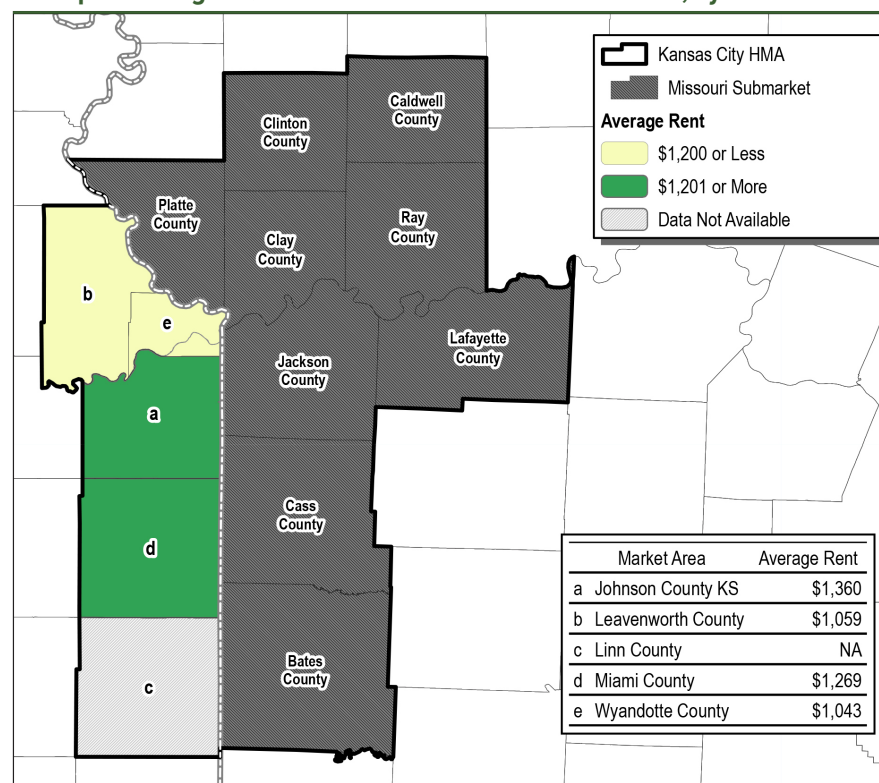 Kansas City HMA
Missouri Submarket
Average Rent
$1,200 or Less
$1,201 or More
Data Not Available
Clinton
County
Caldwell
County
Platte
County
Clay
County
Ray
County
b
e
Jackson
County
Lafayette
County
a
Cass
County
d
Bates
County
c
Market Area Average Rent
a Johnson County KS $1,360
b Leavenworth County $1,059
c Linn County NA
d Miami County $1,269
e Wyandotte County $1,043